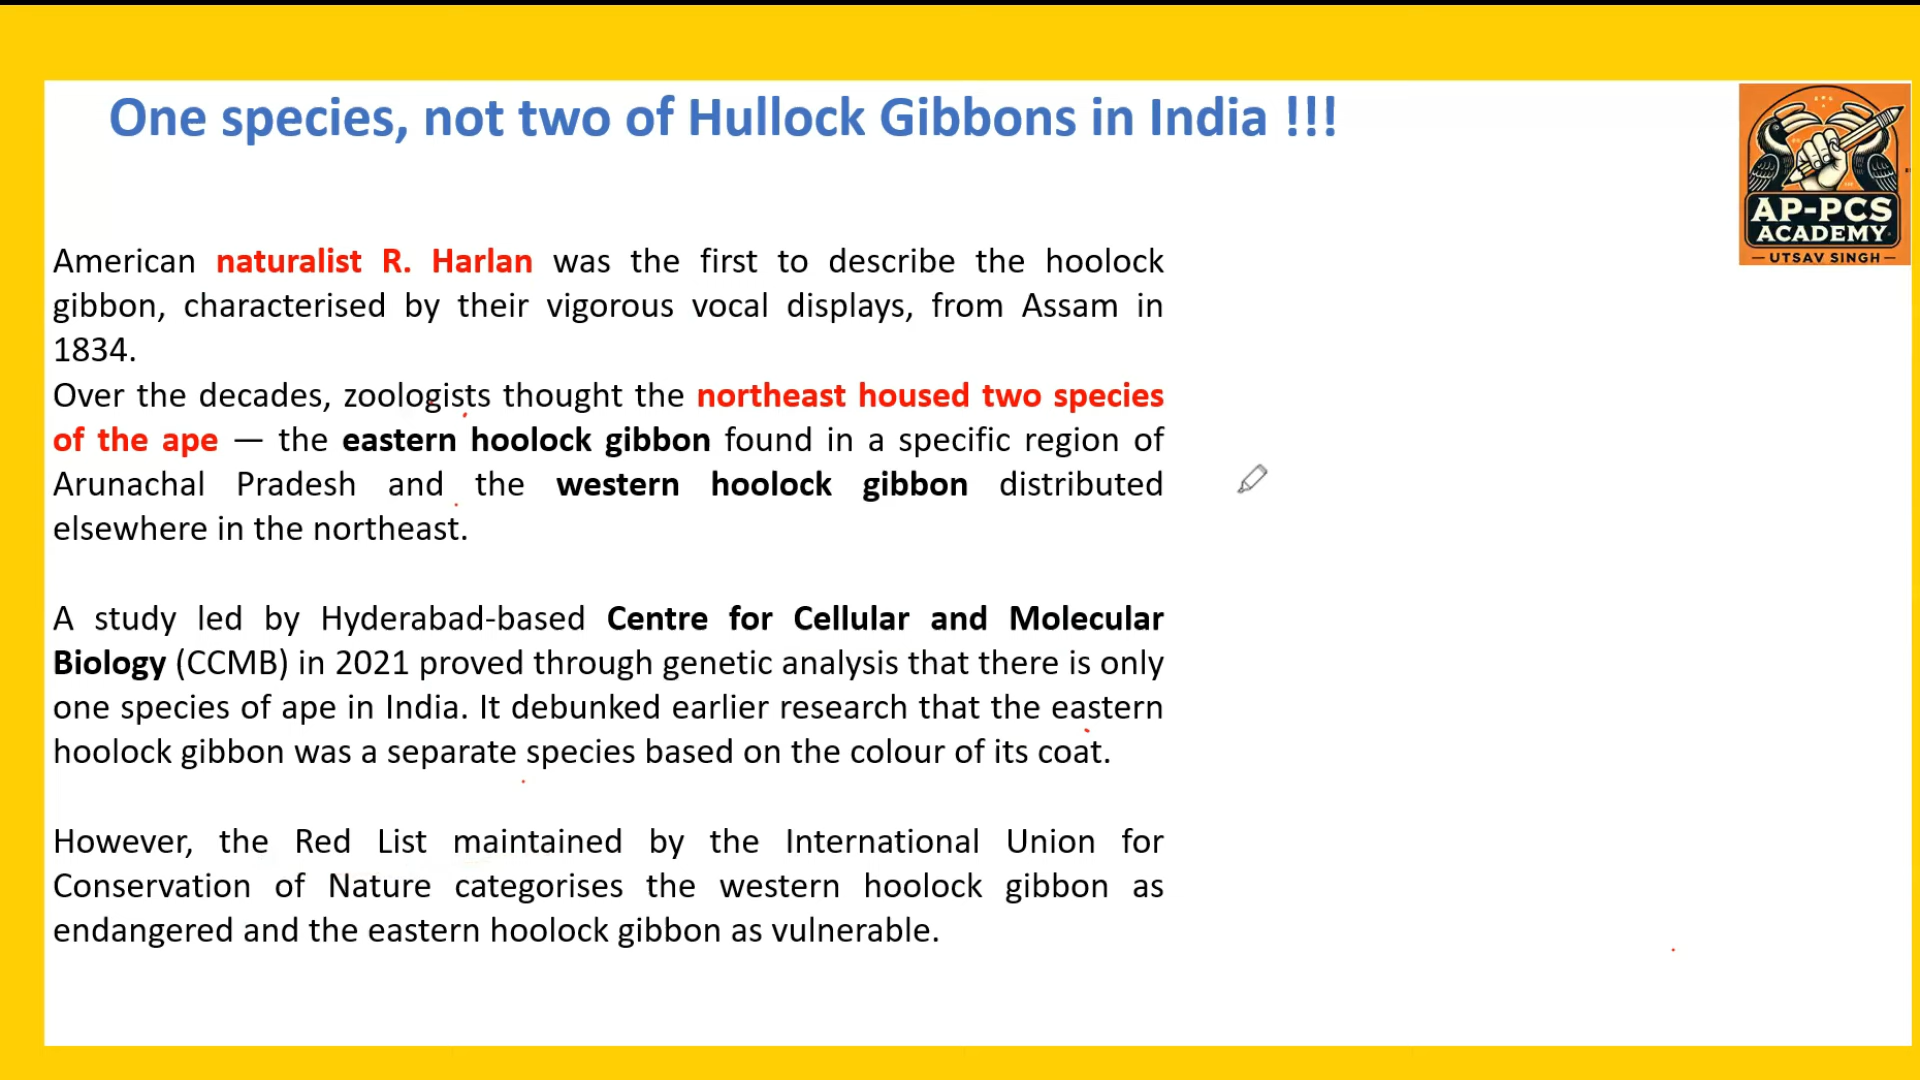 One species, not two of Hullock Gibbons in India !!!
AP-PCS
ACADEMY
— UTSAV SINGH —
American naturalist R. Harlan was the first to describe the hoolock
gibbon, characterised by their vigorous vocal displays, from Assam in
1834.
Over the decades, zoologists thought the northeast housed two species
of the ape — the eastern hoolock gibbon found in a specific region of
Arunachal Pradesh and the western hoolock gibbon distributed
elsewhere in the northeast.
A study led by Hyderabad-based Centre for Cellular and Molecular
Biology (CCMB) in 2021 proved through genetic analysis that there is only
one species of ape in India. It debunked earlier research that the eastern
hoolock gibbon was a separate species based on the colour of its coat.
However, the Red List maintained by the International Union for
Conservation of Nature categorises the western hoolock gibbon as
endangered and the eastern hoolock gibbon as vulnerable.